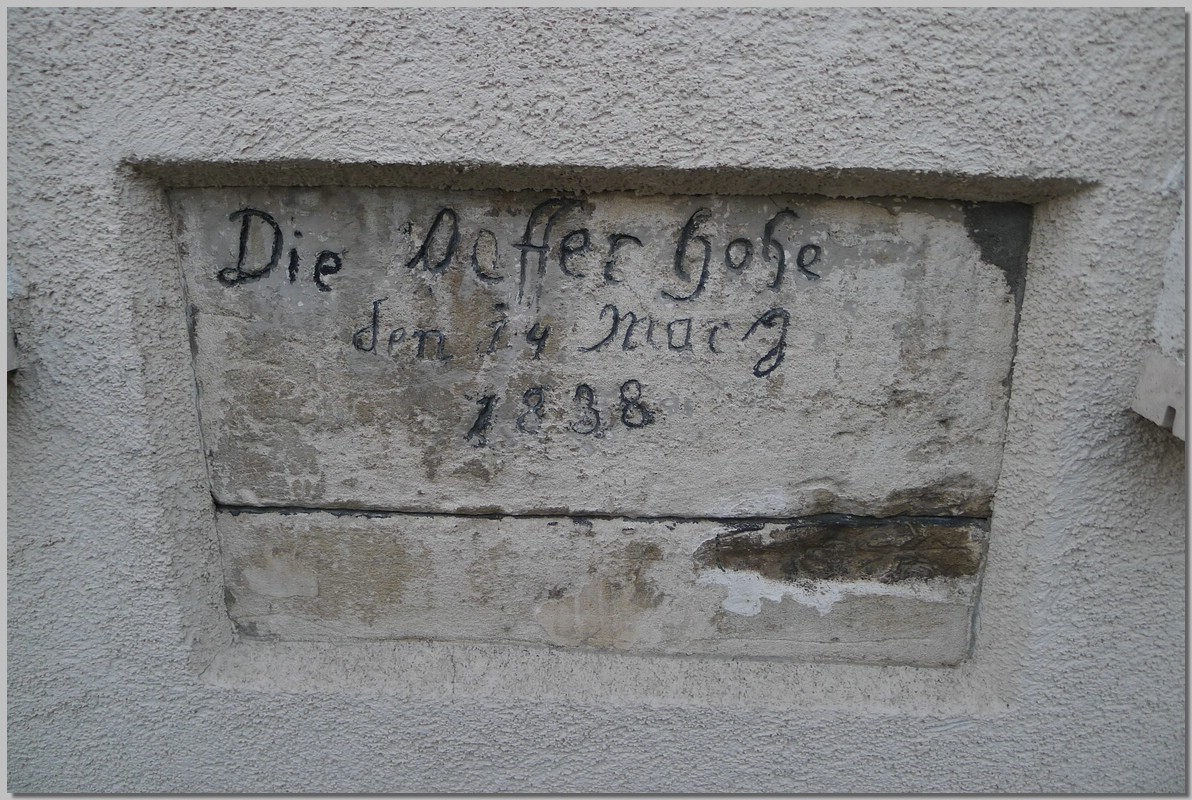 Die Waſſer Hohe
den 14 Marz
1838